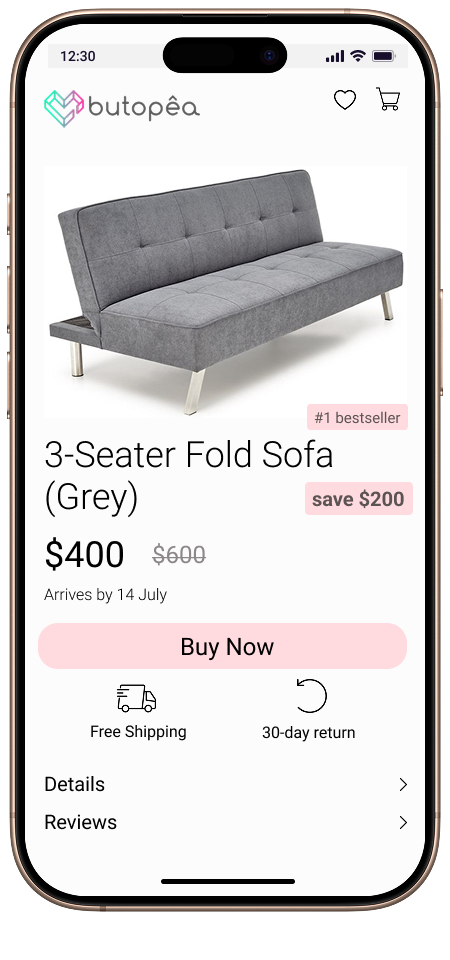 12:30
butopêa
#1 bestseller
3-Seater Fold Sofa
(Grey)
save $200
$400 $600
Arrives by 14 July
Buy Now
Free Shipping 30-day return
Details
Reviews